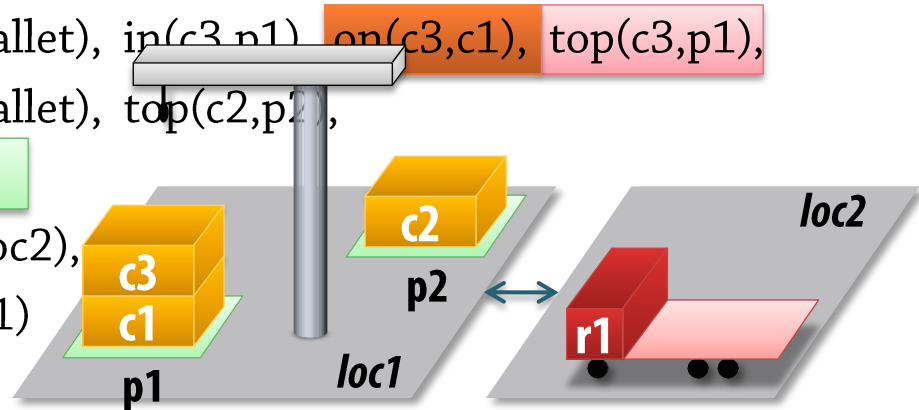 allet), in(c3,p1), on(c3,c1), top(c3,p1),
allet), top(c2,p2),
oc2),
1)
c3
c1
p1
c2
p2
loc1
loc2
r1